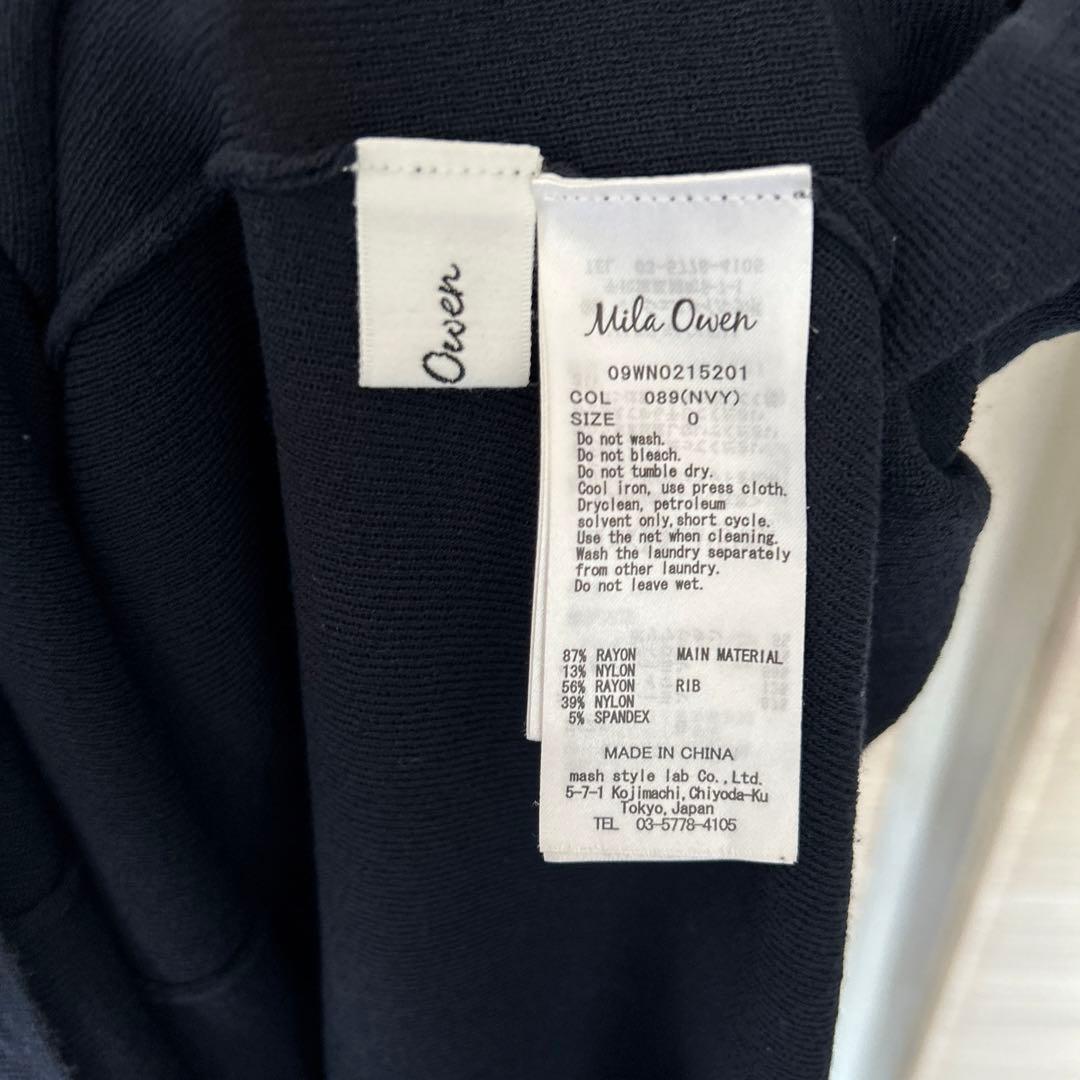 Owen
Mila Owen
09WN0215201
COL 089(NVY)
SIZE 0
Do not wash.
Do not bleach.
Do not tumble dry.
Cool iron, use press cloth.
Dryclean, petroleum
solvent only, short cycle.
Use the net when cleaning.
Wash the laundry separately
from other laundry.
Do not leave wet.
87% RAYON MAIN MATERIAL
13% NYLON
56% RAYON RIB
39% NYLON
5% SPANDEX
MADE IN CHINA
mash style lab Co.,Ltd.
5-7-1 Kojimachi, Chiyoda-Ku
Tokyo, Japan
TEL 03-5778-4105